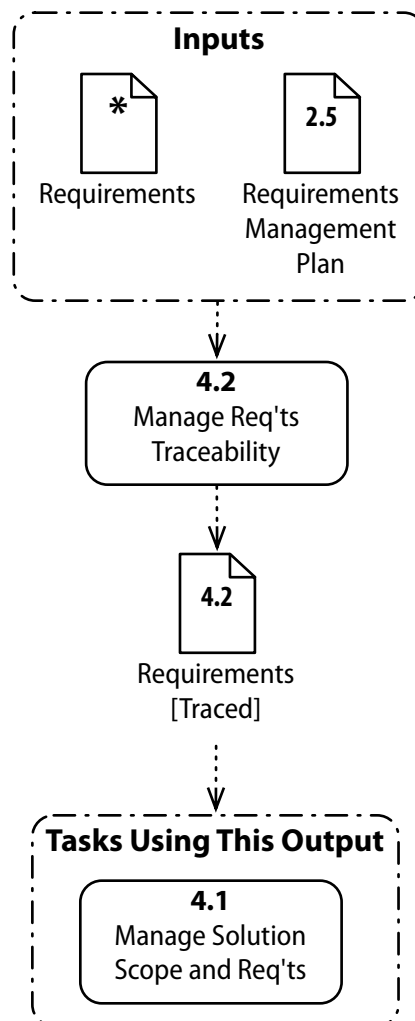 Inputs
*
2.5
Requirements
Requirements
Management
Plan
4.2
Manage Req'ts
Traceability
4.2
Requirements
[Traced]
Tasks Using This Output
4.1
Manage Solution
Scope and Req'ts